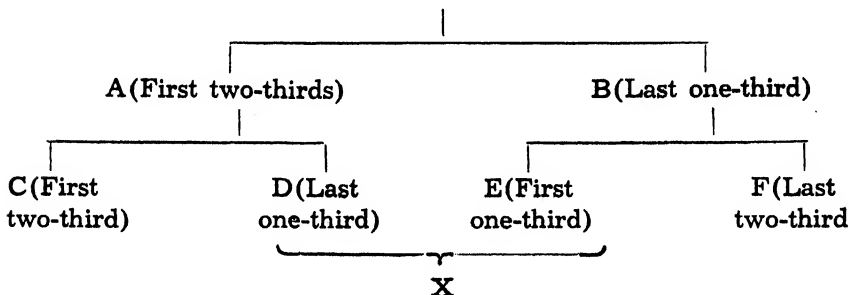 A(First two-thirds)
B(Last one-third)
C(First
two-third)
D(Last
one-third)
E(First
one-third)
F(Last
two-third
X